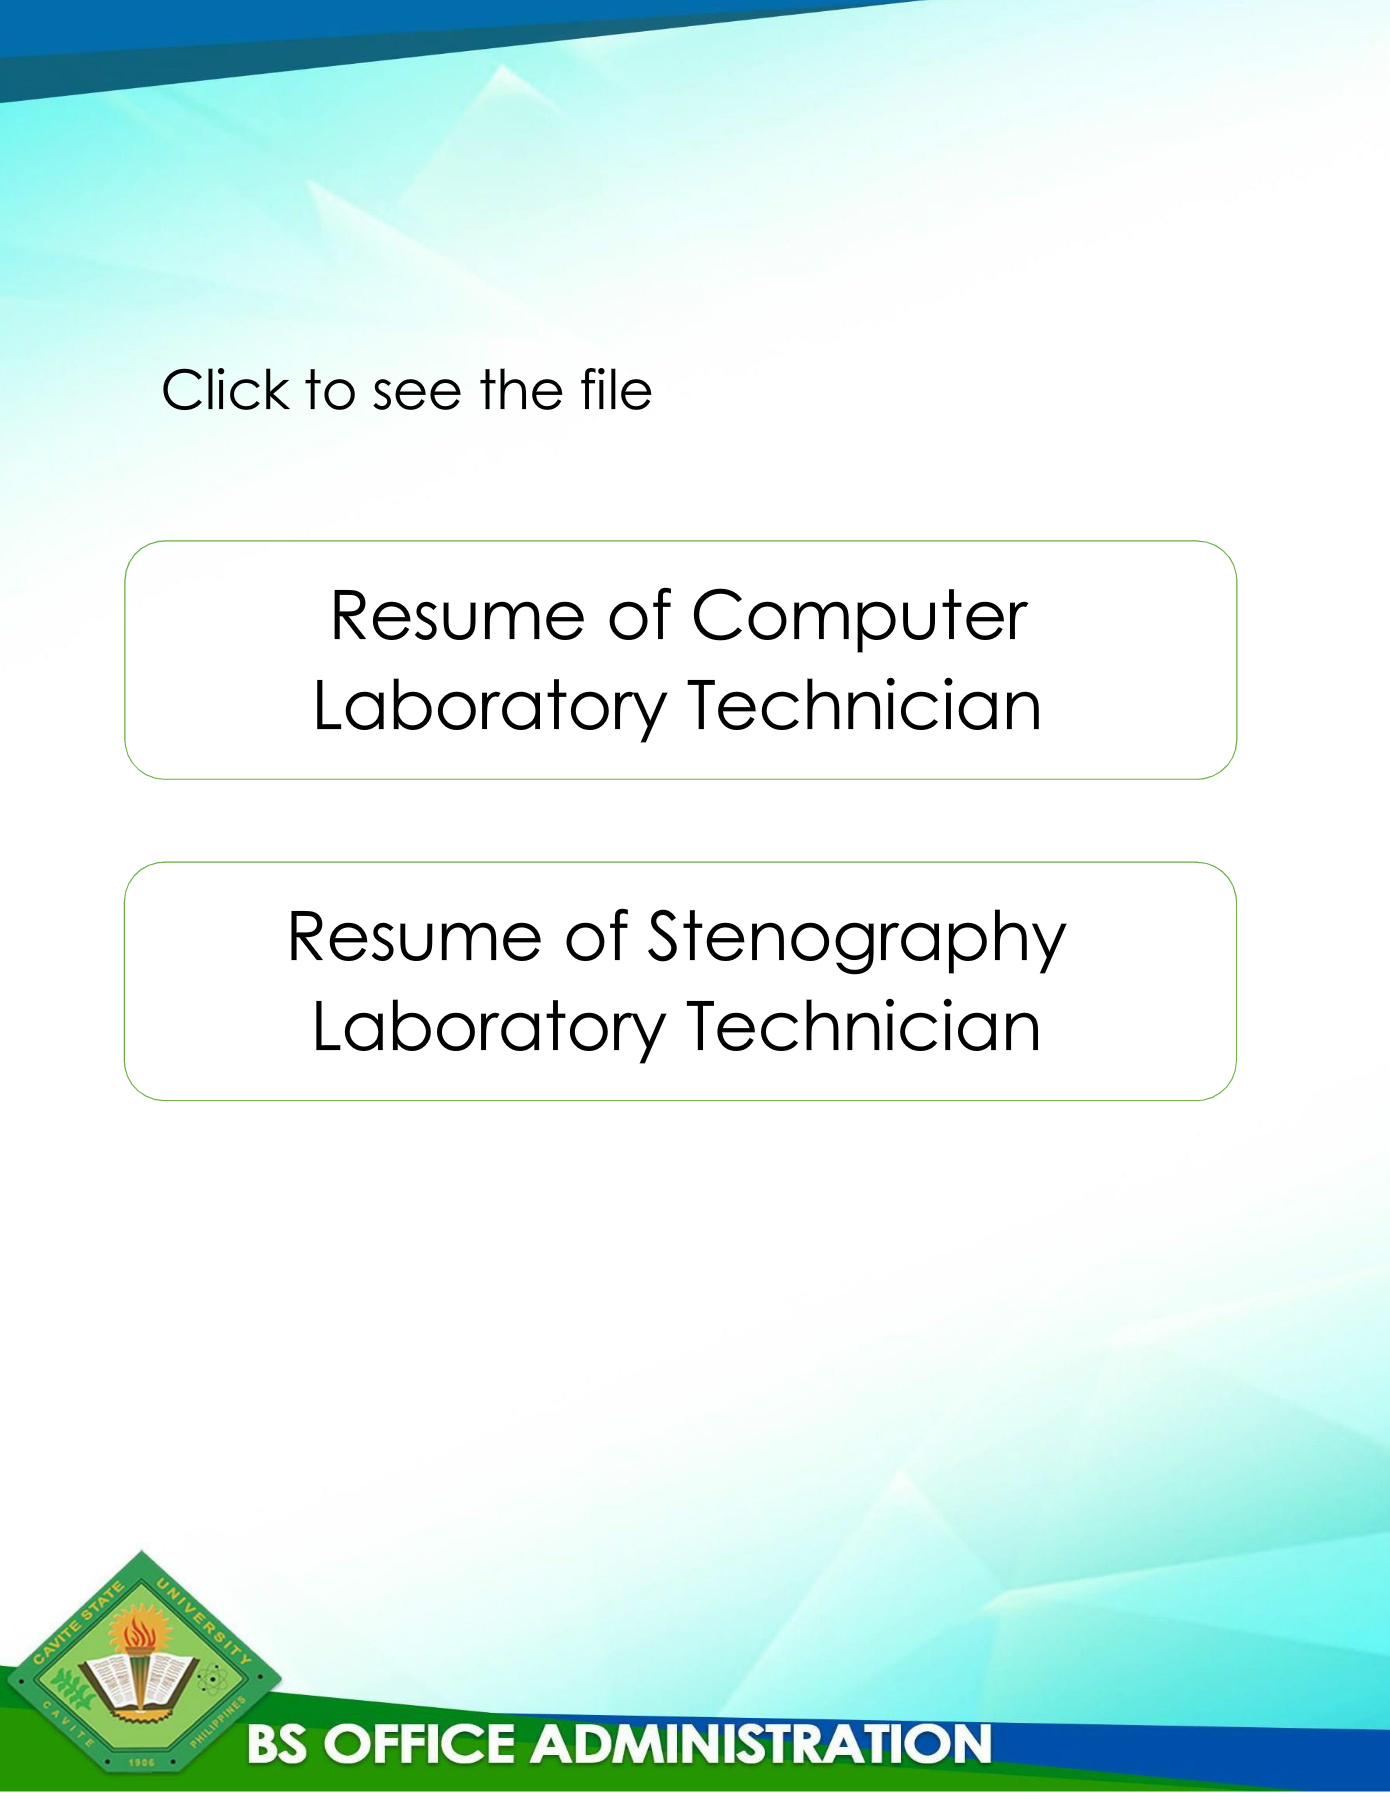 Click to see the file
Resume of Computer
Laboratory Technician
Resume of Stenography
Laboratory Technician
CAVITE STATE UNIVERSITY
CAVITE
PHILIPPINES
1906
BS OFFICE ADMINISTRATION